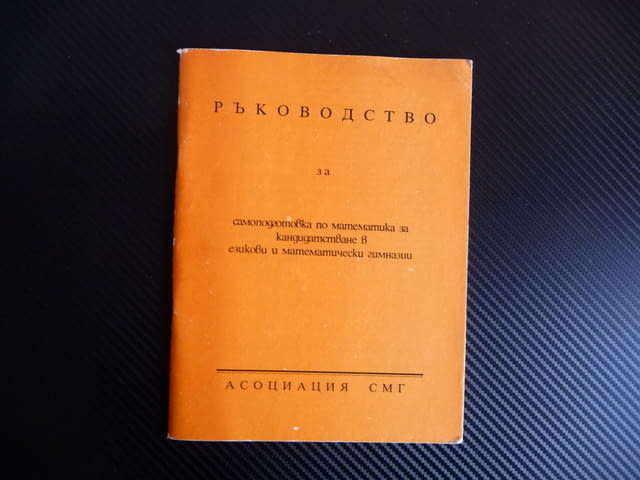 РЪКОВОДСТВО
за
самоподготовка по математика за
кандидатстване в
езикови и математически гимназии
АСОЦИАЦИЯ СМГ